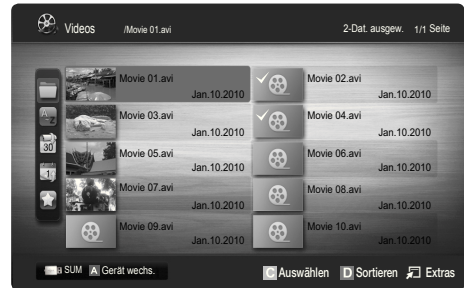 Videos /Movie 01.avi 2-Dat. ausgew. 1/1 Seite
Movie 01.avi Movie 02.avi
Jan.10.2010 Jan.10.2010
Movie 03.avi Movie 04.avi
Jan.10.2010 Jan.10.2010
30
Movie 05.avi Movie 06.avi
Jan.10.2010 Jan.10.2010
1
Movie 07.avi Movie 08.avi
Jan.10.2010 Jan.10.2010
Movie 09.avi Movie 10.avi
Jan.10.2010 Jan.10.2010
SUM A Gerät wechs. C Auswählen D Sortieren Extras